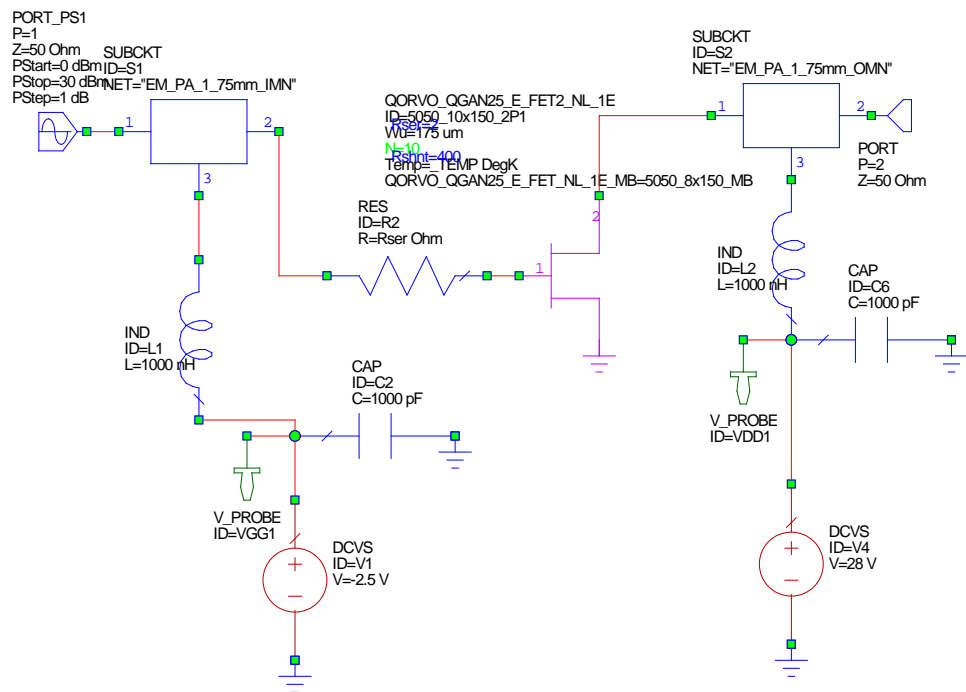 PORT_PS1
P=1
Z=50 Ohm
PStart=0 dBm
PStop=30 dBm
PStep=1 dB
SUBCKT
ID=S1
NET="EM_PA_1_75mm_IMN"
1
2
3
SUBCKT
ID=S2
NET="EM_PA_1_75mm_OMN"
1
2
3
PORT
P=2
Z=50 Ohm
QORVO_QGAN25_E_FET2_NL_1E
ID=5050_10x150_2P1
Rser=2
Wu=175 um
N=10
Rshnt=400
Temp=_TEMP DegK
QORVO_QGAN25_E_FET_NL_1E_MB=5050_8x150_MB
1
2
RES
ID=R2
R=Rser Ohm
IND
ID=L2
L=1000 nH
CAP
ID=C6
C=1000 pF
IND
ID=L1
L=1000 nH
CAP
ID=C2
C=1000 pF
V_PROBE
ID=VDD1
V_PROBE
ID=VGG1
DCVS
ID=V1
V=-2.5 V
DCVS
ID=V4
V=28 V